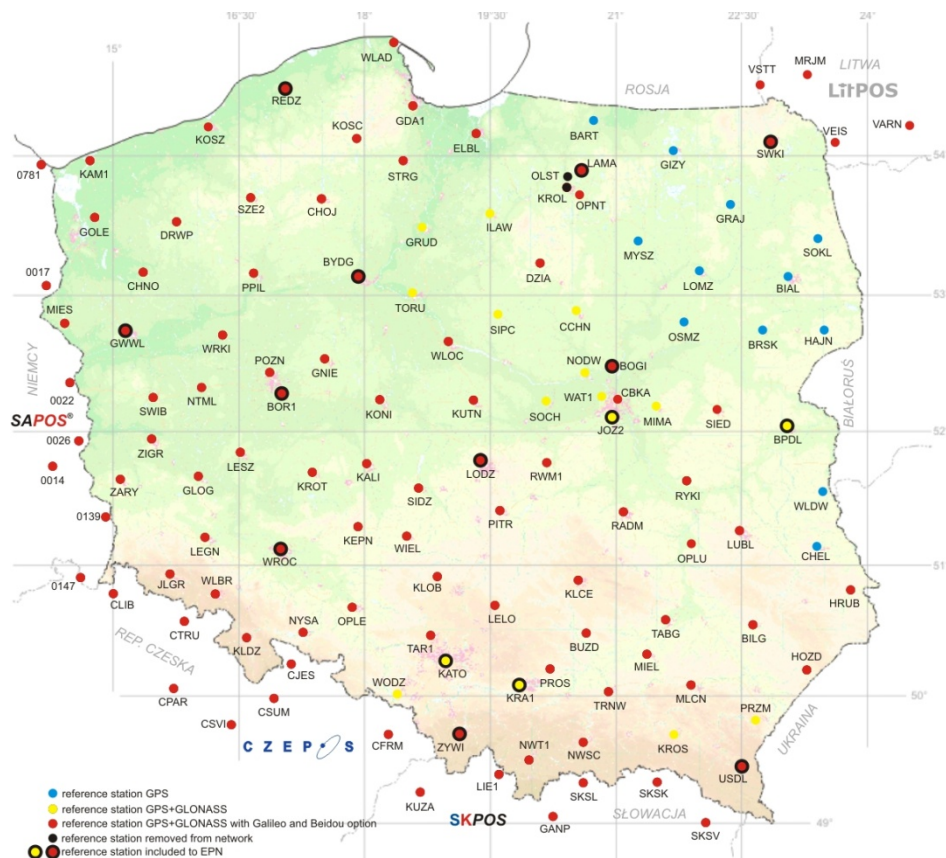 16°30'
18°
19°30'
21°
22°30'
24°
15°
WLAD
VSTT
MRJM
LITWA
LITPOS
REDZ
ROSJA
GDA1
KOSZ
KOSC
ELBL
BART
VEIS
VARN
0781
KAM1
STRG
OLST
LAMA
GIZY
SWKI
54°
KROL
OPNT
SZE2
CHOJ
GOLE
DRWP
ILAW
GRAJ
GRUD
MYSZ
SOKL
BYDG
DZIA
0017
CHNO
PPIL
LOMZ
BIAL
53°
MIES
TORU
SIPC
CCHN
OSMZ
GWWL
WRKI
WLOC
BRSK
HAJN
NIEMCY
POZN
GNIE
NODW
BOGI
BIAŁORUŚ
0022
SWIB
NTML
BOR1
KONI
KUTN
SOCH
WAT1
CBKA
MIMA
SIED
SAPOS®
JOZ2
BPDL
52°
0026
ZIGR
LESZ
0014
ZARY
GLOG
KROT
KALI
LODZ
RWM1
SIDZ
RYKI
WLDW
0139
PITR
RADM
LEGN
KEPN
WIEL
OPLU
LUBL
WROC
CHEL
51°
0147
JLGR
WLBR
KLOB
KLCE
HRUB
CLIB
OPLE
LELO
CTRU
NYSA
TABG
BILG
REP. CZESKA
KLDZ
TAR1
BUZD
CJES
KATO
MIEL
HOZD
PROS
WODZ
KRA1
CPAR
CSUM
TRNW
MLCN
50°
PRZM
CSVI
UKRAINA
CZEPOS
CFRM
ZYWI
NWT1
NWSC
KROS
LIE1
USDL
KUZA
SKSL
SKSK
SKPOS
GANP
SŁOWACJA
SKSV
49°
reference station GPS
reference station GPS+GLONASS
reference station GPS+GLONASS with Galileo and Beidou option
reference station removed from network
reference station included to EPN